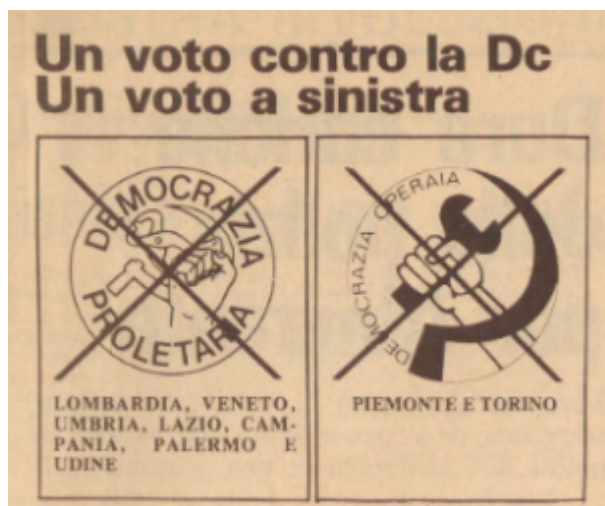 Un voto contro la Dc
Un voto a sinistra
DEMOCRAZIA
PROLETARIA
LOMBARDIA, VENETO,
UMBRIA, LAZIO, CAM-
PANIA, PALERMO E
UDINE
DEMOCRAZIA OPERAIA
PIEMONTE E TORINO